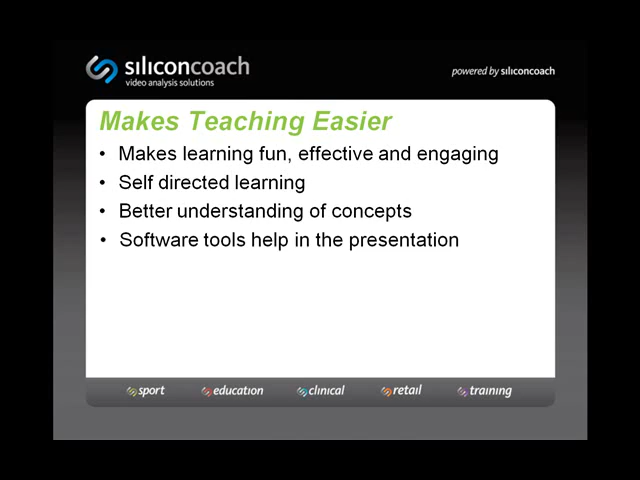 siliconcoach
video analysis solutions
powered by siliconcoach
Makes Teaching Easier
• Makes learning fun, effective and engaging
• Self directed learning
• Better understanding of concepts
• Software tools help in the presentation
sport education clinical retail training